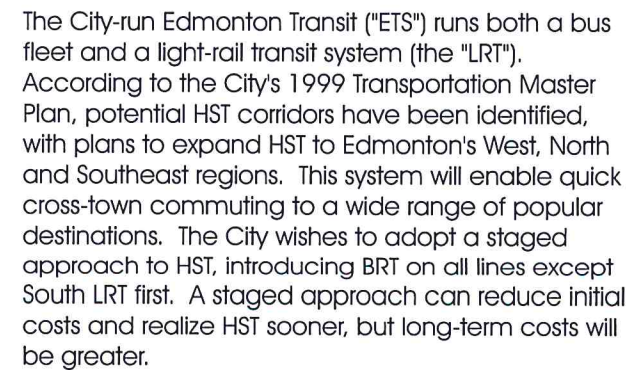 The City-run Edmonton Transit ("ETS") runs both a bus
fleet and a light-rail transit system (the "LRT").
According to the City's 1999 Transportation Master
Plan, potential HST corridors have been identified,
with plans to expand HST to Edmonton's West, North
and Southeast regions.  This system will enable quick
cross-town commuting to a wide range of popular
destinations.  The City wishes to adopt a staged
approach to HST, introducing BRT on all lines except
South LRT first.  A staged approach can reduce initial
costs and realize HST sooner, but long-term costs will
be greater.